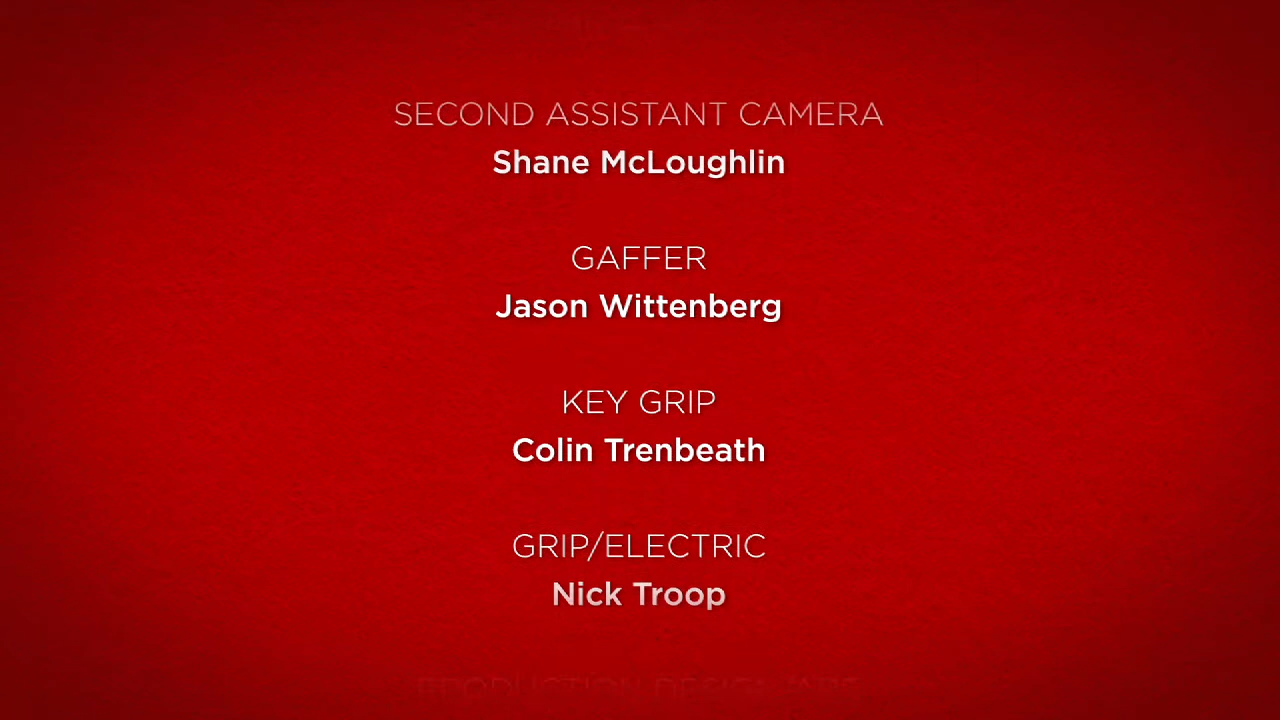 SECOND ASSISTANT CAMERA
Shane McLoughlin
GAFFER
Jason Wittenberg
KEY GRIP
Colin Trenbeath
GRIP/ELECTRIC
Nick Troop